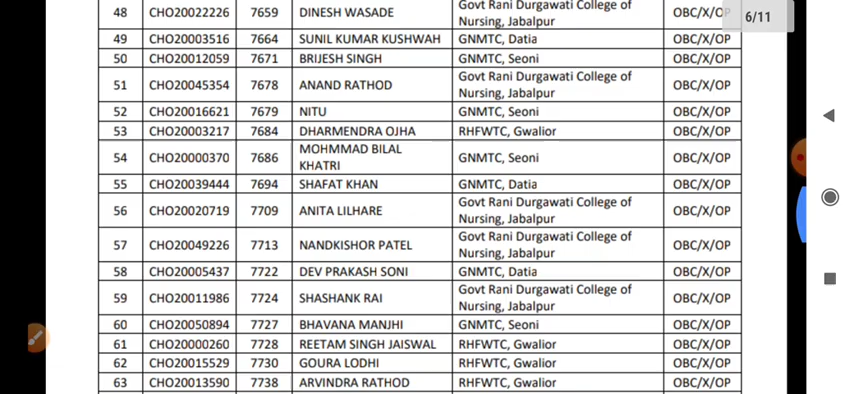 48 CHO20022226 7659 DINESH WASADE Govt Rani Durgawati College of Nursing, Jabalpur OBC/X/OP
6/11
49 CHO20003516 7664 SUNIL KUMAR KUSHWAH GNMTC, Datia OBC/X/OP
50 CHO20012059 7671 BRIJESH SINGH GNMTC, Seoni OBC/X/OP
51 CHO20045354 7678 ANAND RATHOD Govt Rani Durgawati College of Nursing, Jabalpur OBC/X/OP
52 CHO20016621 7679 NITU GNMTC, Seoni OBC/X/OP
53 CHO20003217 7684 DHARMENDRA OJHA RHFWTC, Gwalior OBC/X/OP
54 CHO20000370 7686 MOHMMAD BILAL KHATRI GNMTC, Seoni OBC/X/OP
55 CHO20039444 7694 SHAFAT KHAN GNMTC, Datia OBC/X/OP
56 CHO20020719 7709 ANITA LILHARE Govt Rani Durgawati College of Nursing, Jabalpur OBC/X/OP
57 CHO20049226 7713 NANDKISHOR PATEL Govt Rani Durgawati College of Nursing, Jabalpur OBC/X/OP
58 CHO20005437 7722 DEV PRAKASH SONI GNMTC, Datia OBC/X/OP
59 CHO20011986 7724 SHASHANK RAI Govt Rani Durgawati College of Nursing, Jabalpur OBC/X/OP
60 CHO20050894 7727 BHAVANA MANJHI GNMTC, Seoni OBC/X/OP
61 CHO20000260 7728 REETAM SINGH JAISWAL RHFWTC, Gwalior OBC/X/OP
62 CHO20015529 7730 GOURA LODHI RHFWTC, Gwalior OBC/X/OP
63 CHO20013590 7738 ARVINDRA RATHOD RHFWTC, Gwalior OBC/X/OP